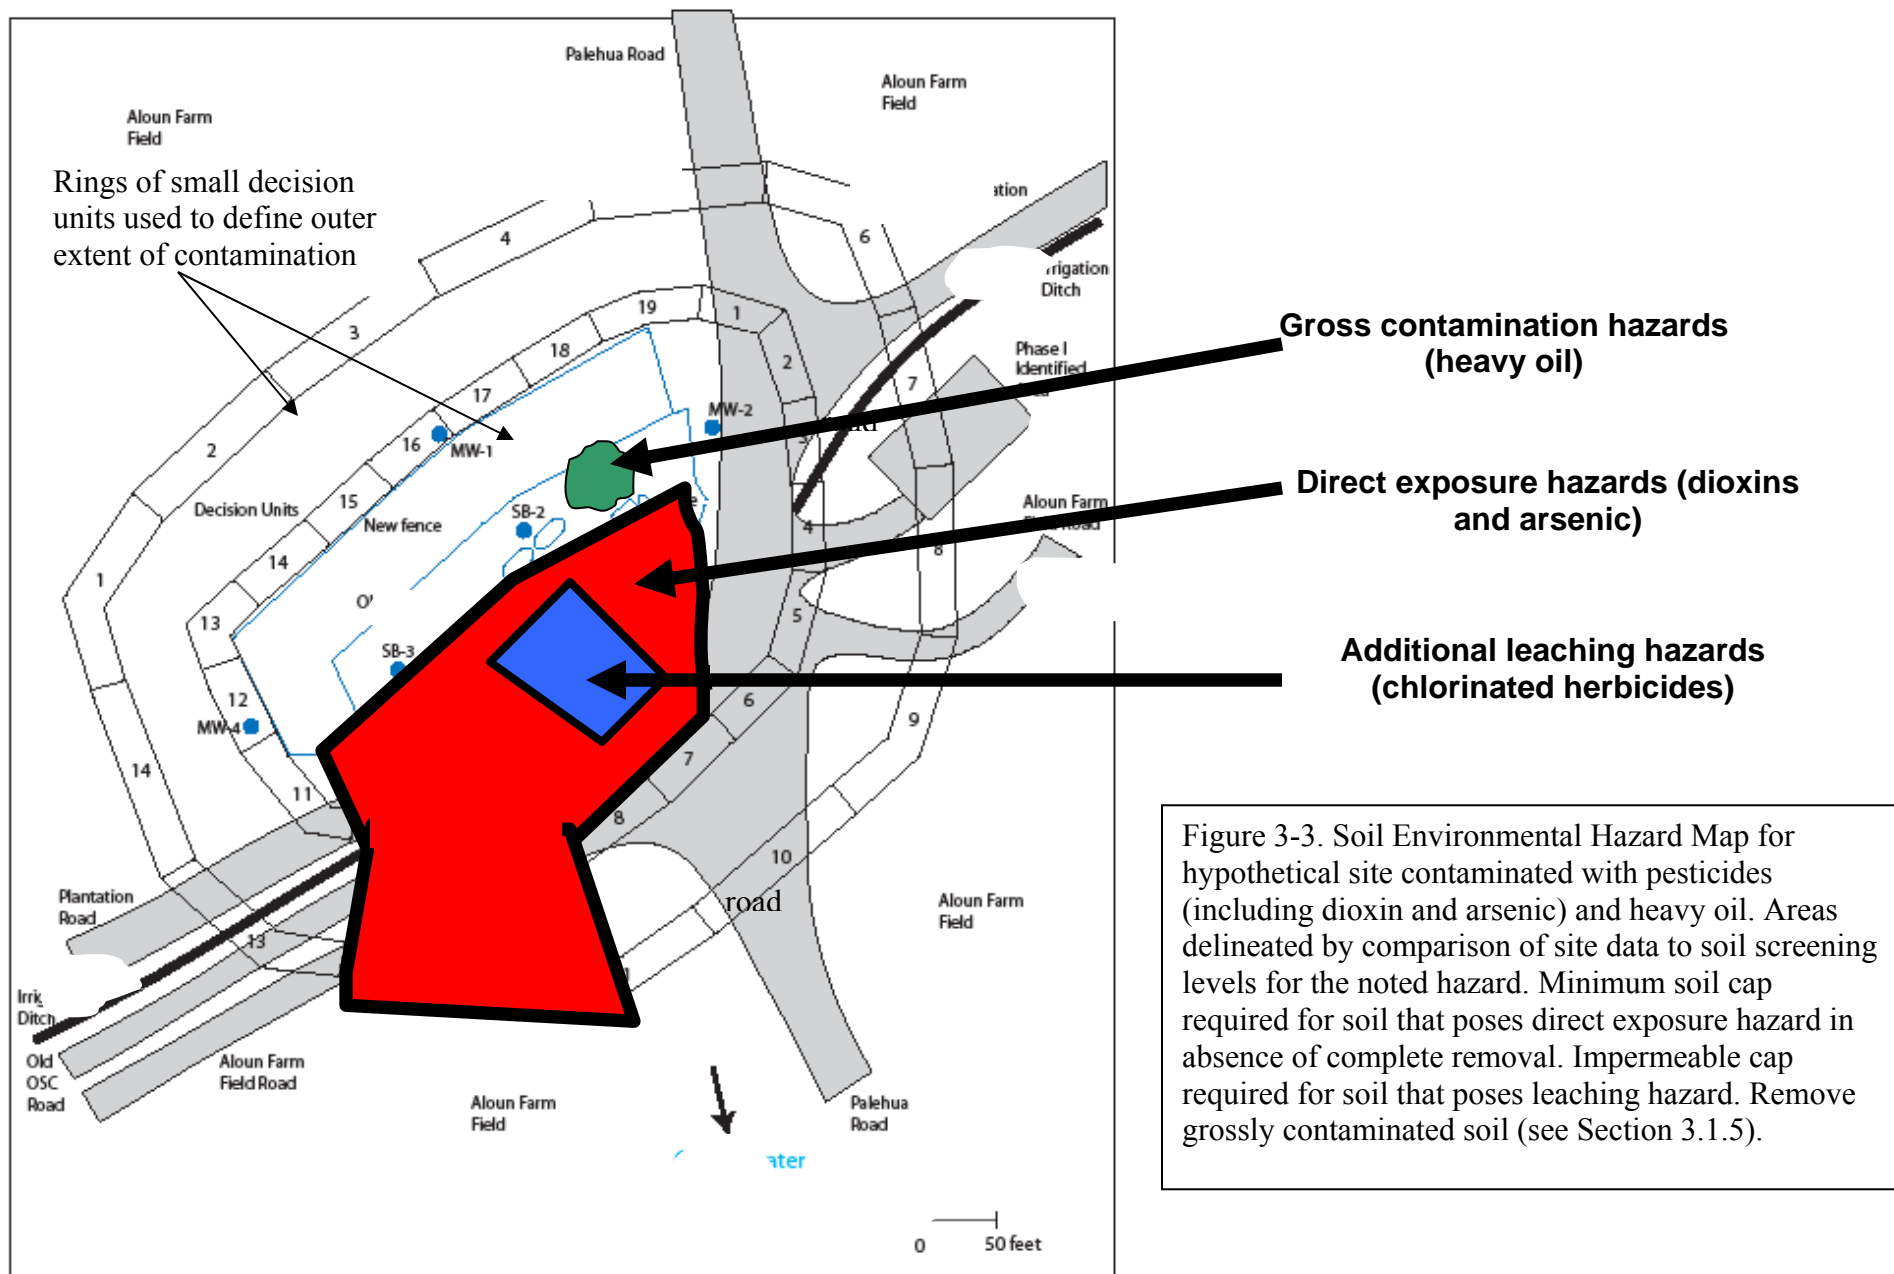 Palehua Road
Aloun Farm
Field
Aloun Farm
Field
Rings of small decision
units used to define outer
extent of contamination
4
6
3
2
1
14
13
10
9
8
7
Ditch
Phase I
Identified
19
1
18
2
17
16
15
14
13
12
11
4
5
6
7
8
MW-1
MW-2
MW-4
SB-2
SB-3
Decision Units
New fence
Aloun Farm
Plantation
Road
Ditch
Old
OSC
Road
Aloun Farm
Field Road
Aloun Farm
Field
Aloun Farm
Field
Palehua
Road
road
0 50 feet
Gross contamination hazards
(heavy oil)
Direct exposure hazards (dioxins
and arsenic)
Additional leaching hazards
(chlorinated herbicides)
Figure 3-3. Soil Environmental Hazard Map for
hypothetical site contaminated with pesticides
(including dioxin and arsenic) and heavy oil. Areas
delineated by comparison of site data to soil screening
levels for the noted hazard. Minimum soil cap
required for soil that poses direct exposure hazard in
absence of complete removal. Impermeable cap
required for soil that poses leaching hazard. Remove
grossly contaminated soil (see Section 3.1.5).